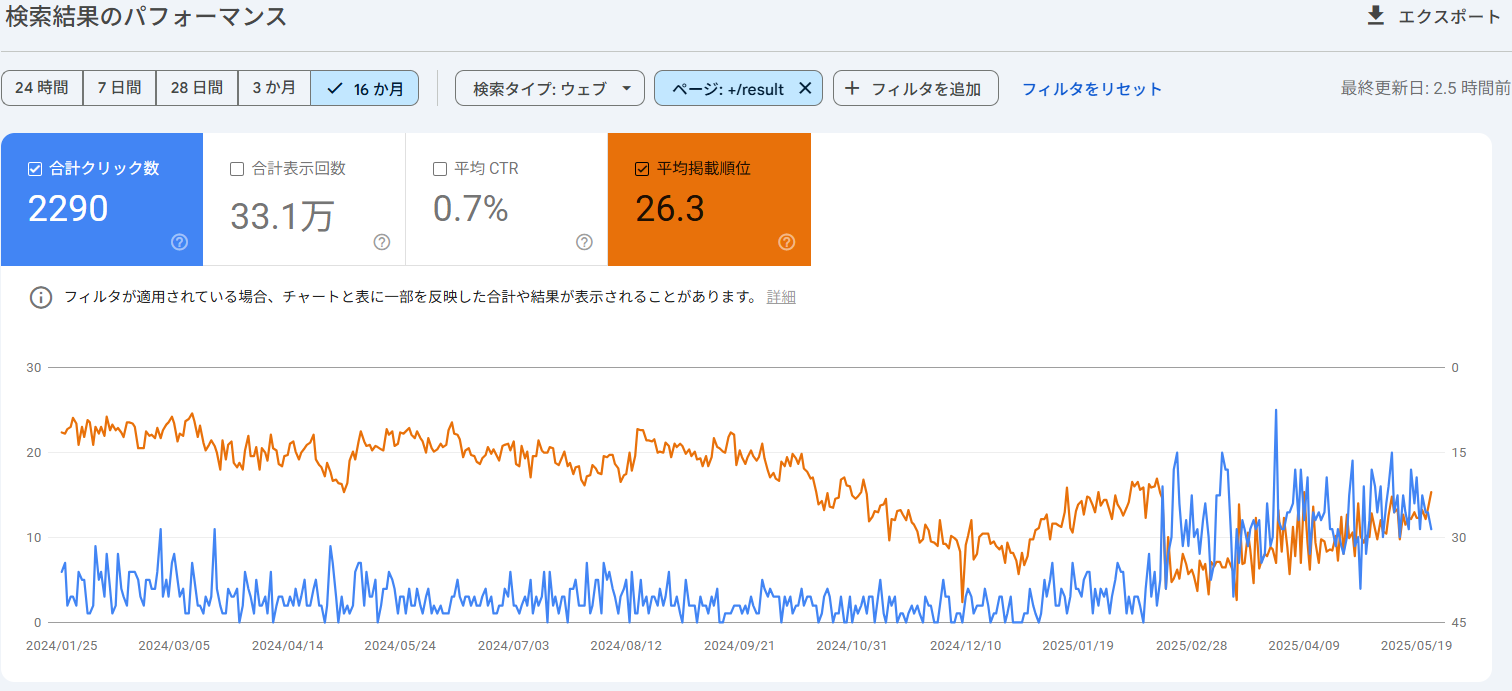 検索結果のパフォーマンス
エクスポート
24 時間 7 日間 28 日間 3 か月 16 か月 検索タイプ: ウェブ ページ: +/result フィルタを追加 フィルタをリセット 最終更新日: 2.5 時間前
合計クリック数 合計表示回数 平均 CTR 平均掲載順位
2290 33.1万 0.7% 26.3
フィルタが適用されている場合、チャートと表に一部を反映した合計や結果が表示されることがあります。 詳細
30 0
20 15
10 30
0 45
2024/01/25 2024/03/05 2024/04/14 2024/05/24 2024/07/03 2024/08/12 2024/09/21 2024/10/31 2024/12/10 2025/01/19 2025/02/28 2025/04/09 2025/05/19